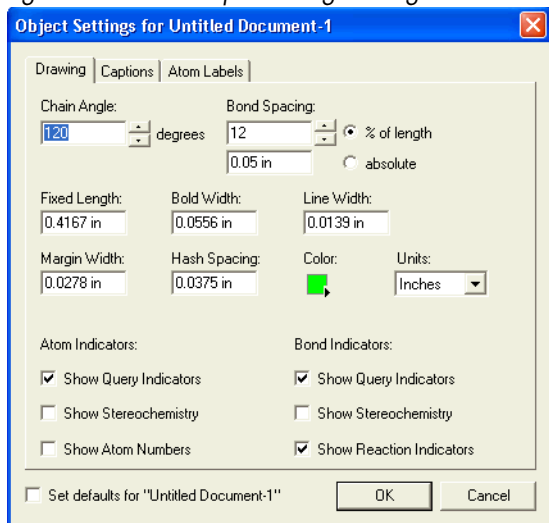 Object Settings for Untitled Document-1
Drawing Captions Atom Labels
Chain Angle: Bond Spacing:
120 degrees 12 % of length
0.05 in absolute
Fixed Length: Bold Width: Line Width:
0.4167 in 0.0556 in 0.0139 in
Margin Width: Hash Spacing: Color: Units:
0.0278 in 0.0375 in Inches
Atom Indicators: Bond Indicators:
Show Query Indicators Show Query Indicators
Show Stereochemistry Show Stereochemistry
Show Atom Numbers Show Reaction Indicators
Set defaults for "Untitled Document-1" OK Cancel